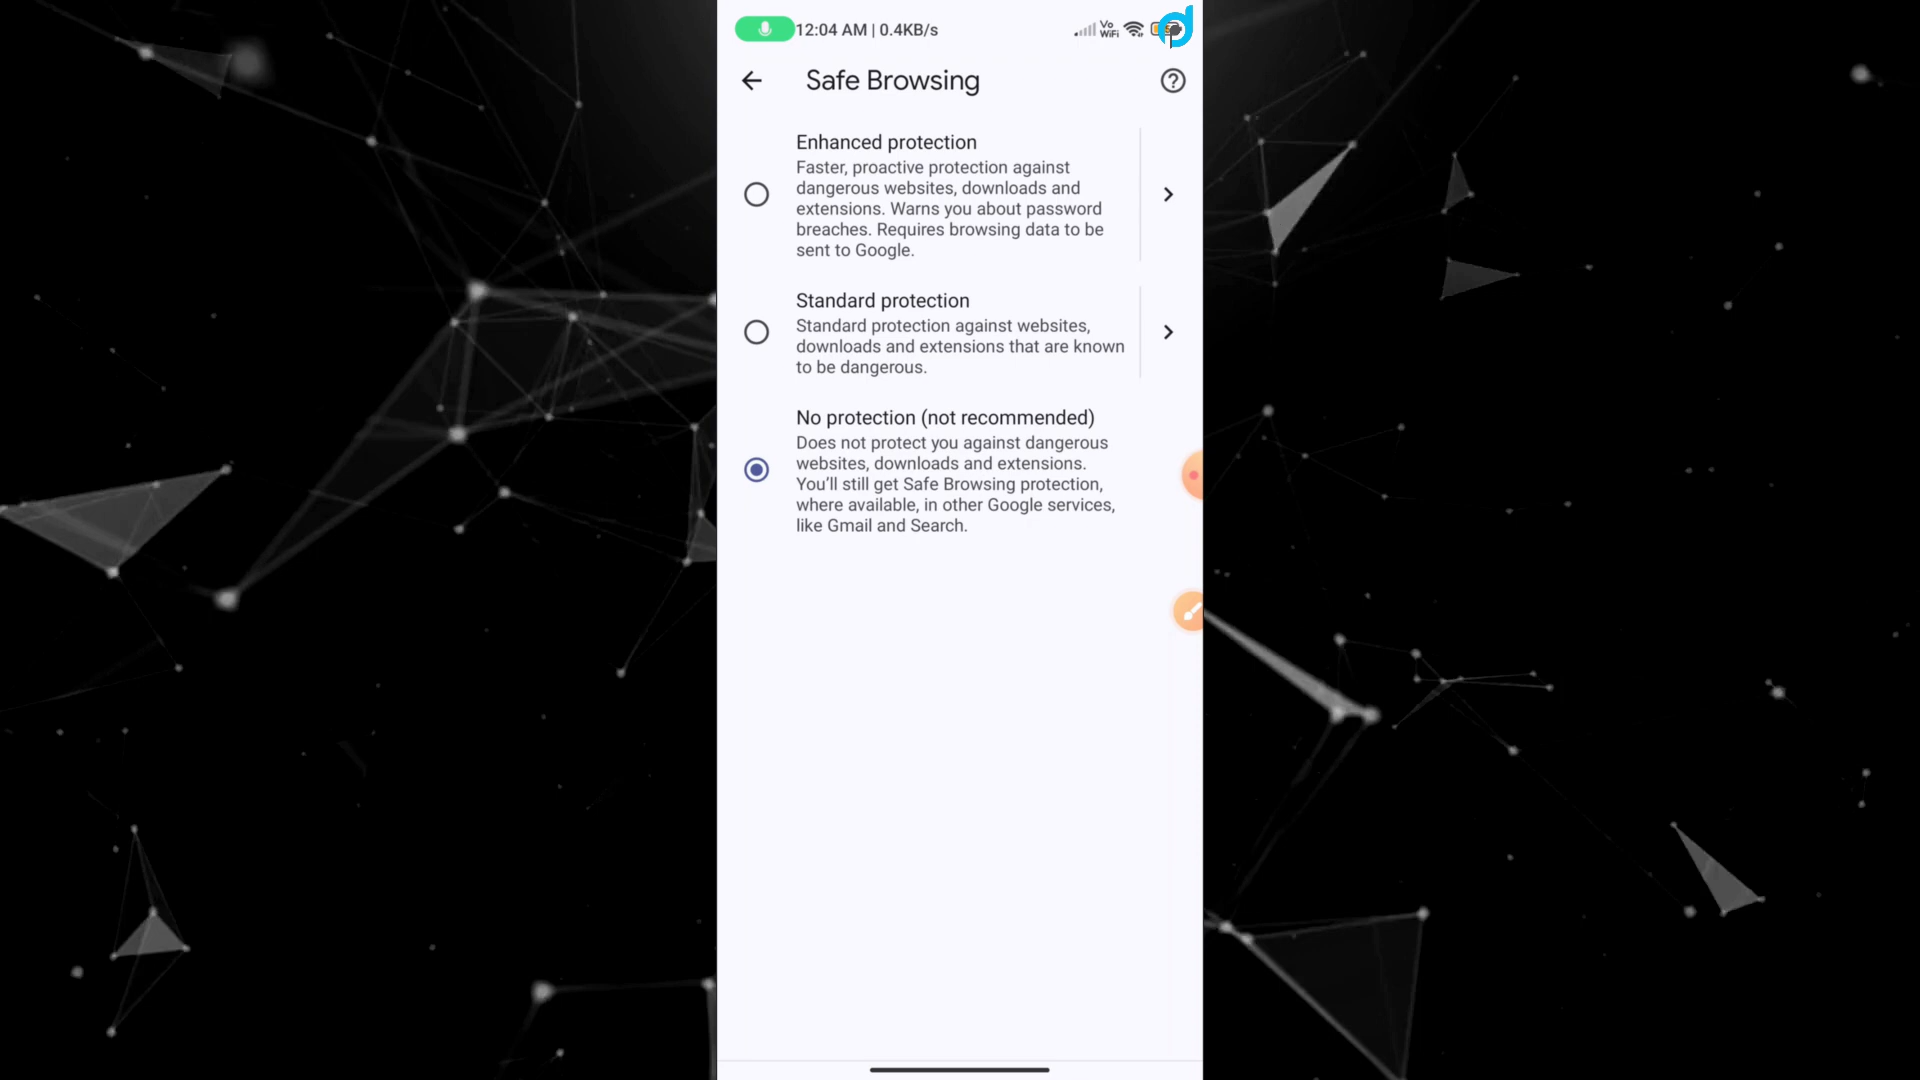 12:04 AM | 0.4KB/s
Vo
WiFi
Safe Browsing
Enhanced protection
Faster, proactive protection against
dangerous websites, downloads and
extensions. Warns you about password
breaches. Requires browsing data to be
sent to Google.
Standard protection
Standard protection against websites,
downloads and extensions that are known
to be dangerous.
No protection (not recommended)
Does not protect you against dangerous
websites, downloads and extensions.
You’ll still get Safe Browsing protection,
where available, in other Google services,
like Gmail and Search.